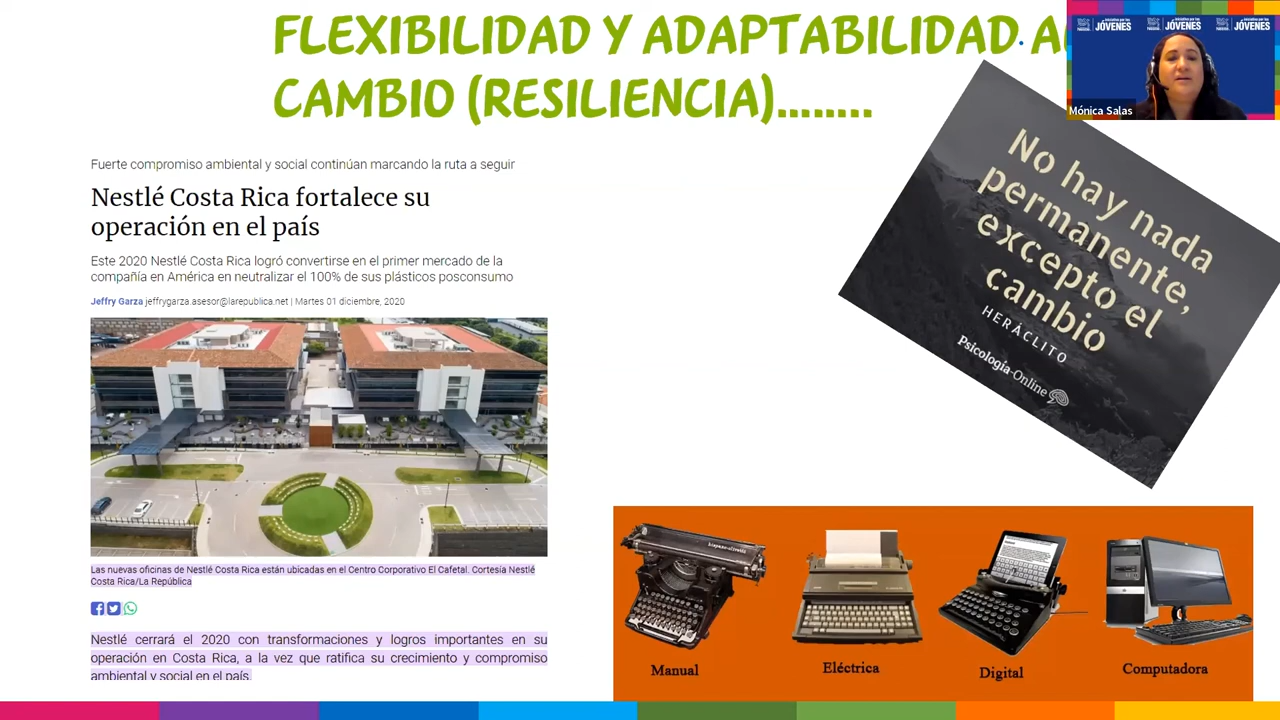 FLEXIBILIDAD Y ADAPTABILIDAD A
CAMBIO (RESILIENCIA)........
JÓVENES
JÓVENES
JÓVENES
Mónica Salas
Fuerte compromiso ambiental y social continúan marcando la ruta a seguir
Nestlé Costa Rica fortalece su
operación en el país
Este 2020 Nestlé Costa Rica logró convertirse en el primer mercado de la
compañía en América en neutralizar el 100% de sus plásticos posconsumo
Jeffry Garza jeffrygarza.asesor@larepublica.net | Martes 01 diciembre, 2020
No hay nada
permanente,
excepto el
cambio
HERÁCLITO
Psicología-Online
Las nuevas oficinas de Nestlé Costa Rica están ubicadas en el Centro Corporativo El Cafetal. Cortesía Nestlé
Costa Rica/La República
Nestlé cerrará el 2020 con transformaciones y logros importantes en su
operación en Costa Rica, a la vez que ratifica su crecimiento y compromiso
ambiental y social en el país.
Manual
Eléctrica
Digital
Computadora